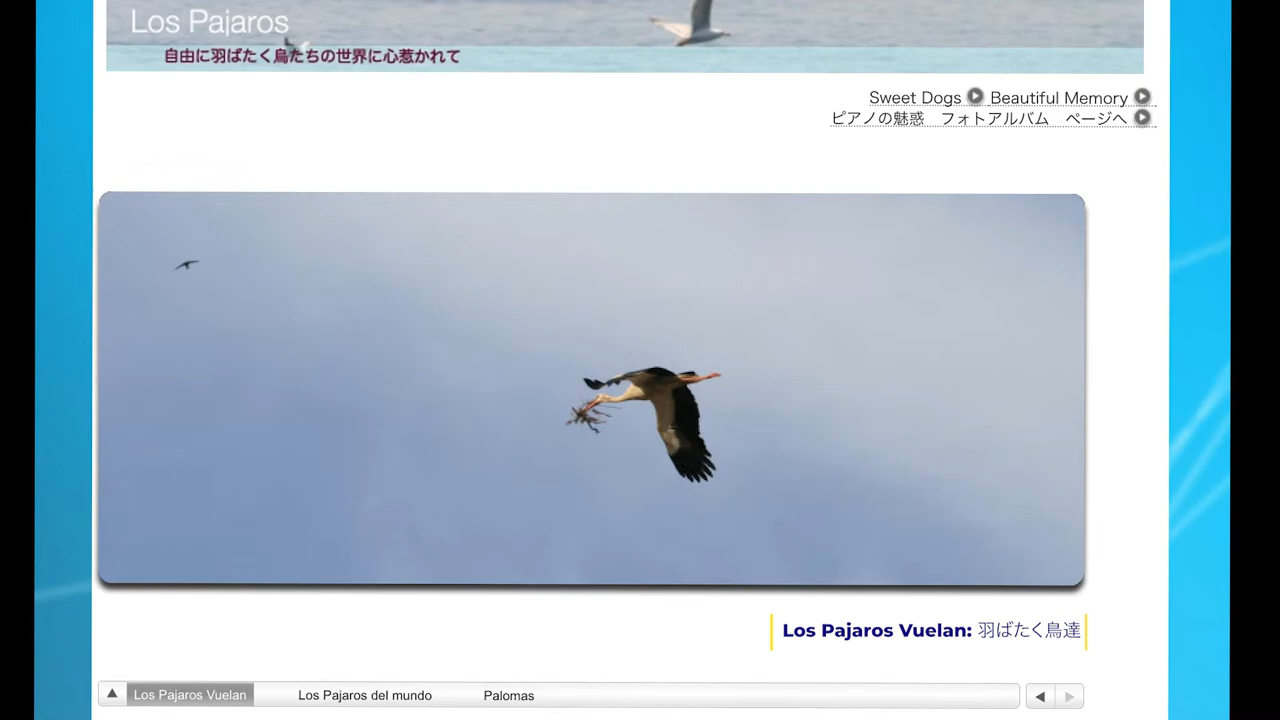 Los Pajaros
自由に羽ばたく鳥たちの世界に心惹かれて
Sweet Dogs Beautiful Memory
ピアノの魅惑 フォトアルバム ページへ
Los Pajaros Vuelan: 羽ばたく鳥達
Los Pajaros Vuelan Los Pajaros del mundo Palomas